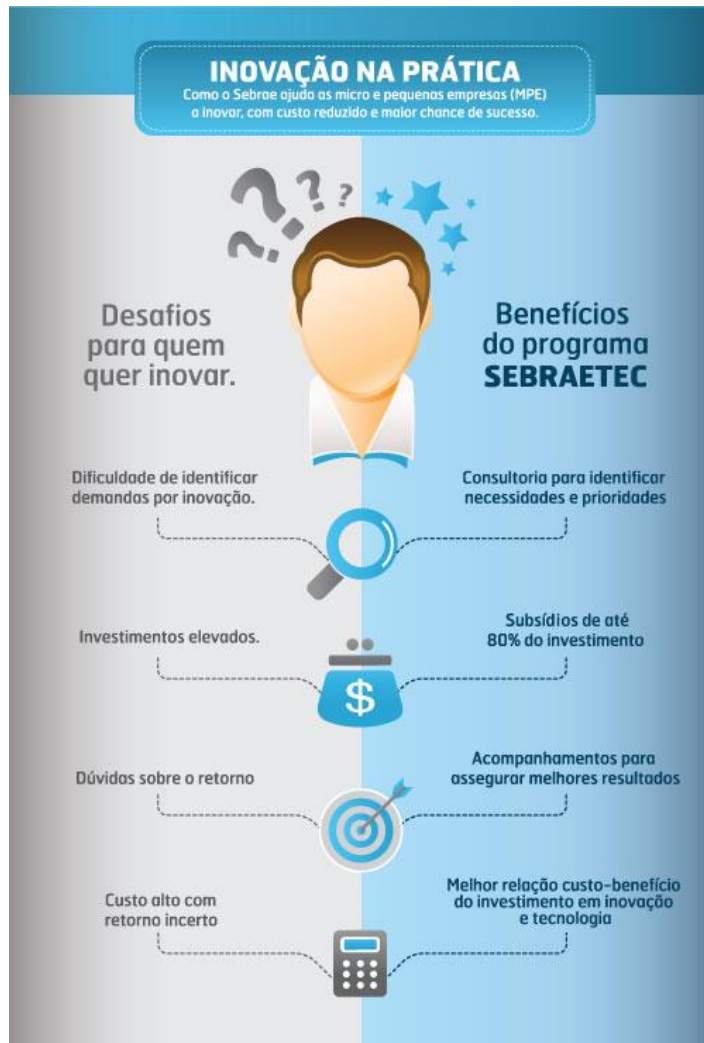 INOVAÇÃO NA PRÁTICA
Como o Sebrae ajuda as micro e pequenas empresas (MPE)
a inovar, com custo reduzido e maior chance de sucesso.
???
Desafios
para quem
quer inovar.
Benefícios
do programa
SEBRAETEC
Dificuldade de identificar
demandas por inovação.
Consultoria para identificar
necessidades e prioridades
Investimentos elevados.
Subsídios de até
80% do investimento
$
Dúvidas sobre o retorno
Acompanhamentos para
assegurar melhores resultados
Custo alto com
retorno incerto
Melhor relação custo-benefício
do investimento em inovação
e tecnologia